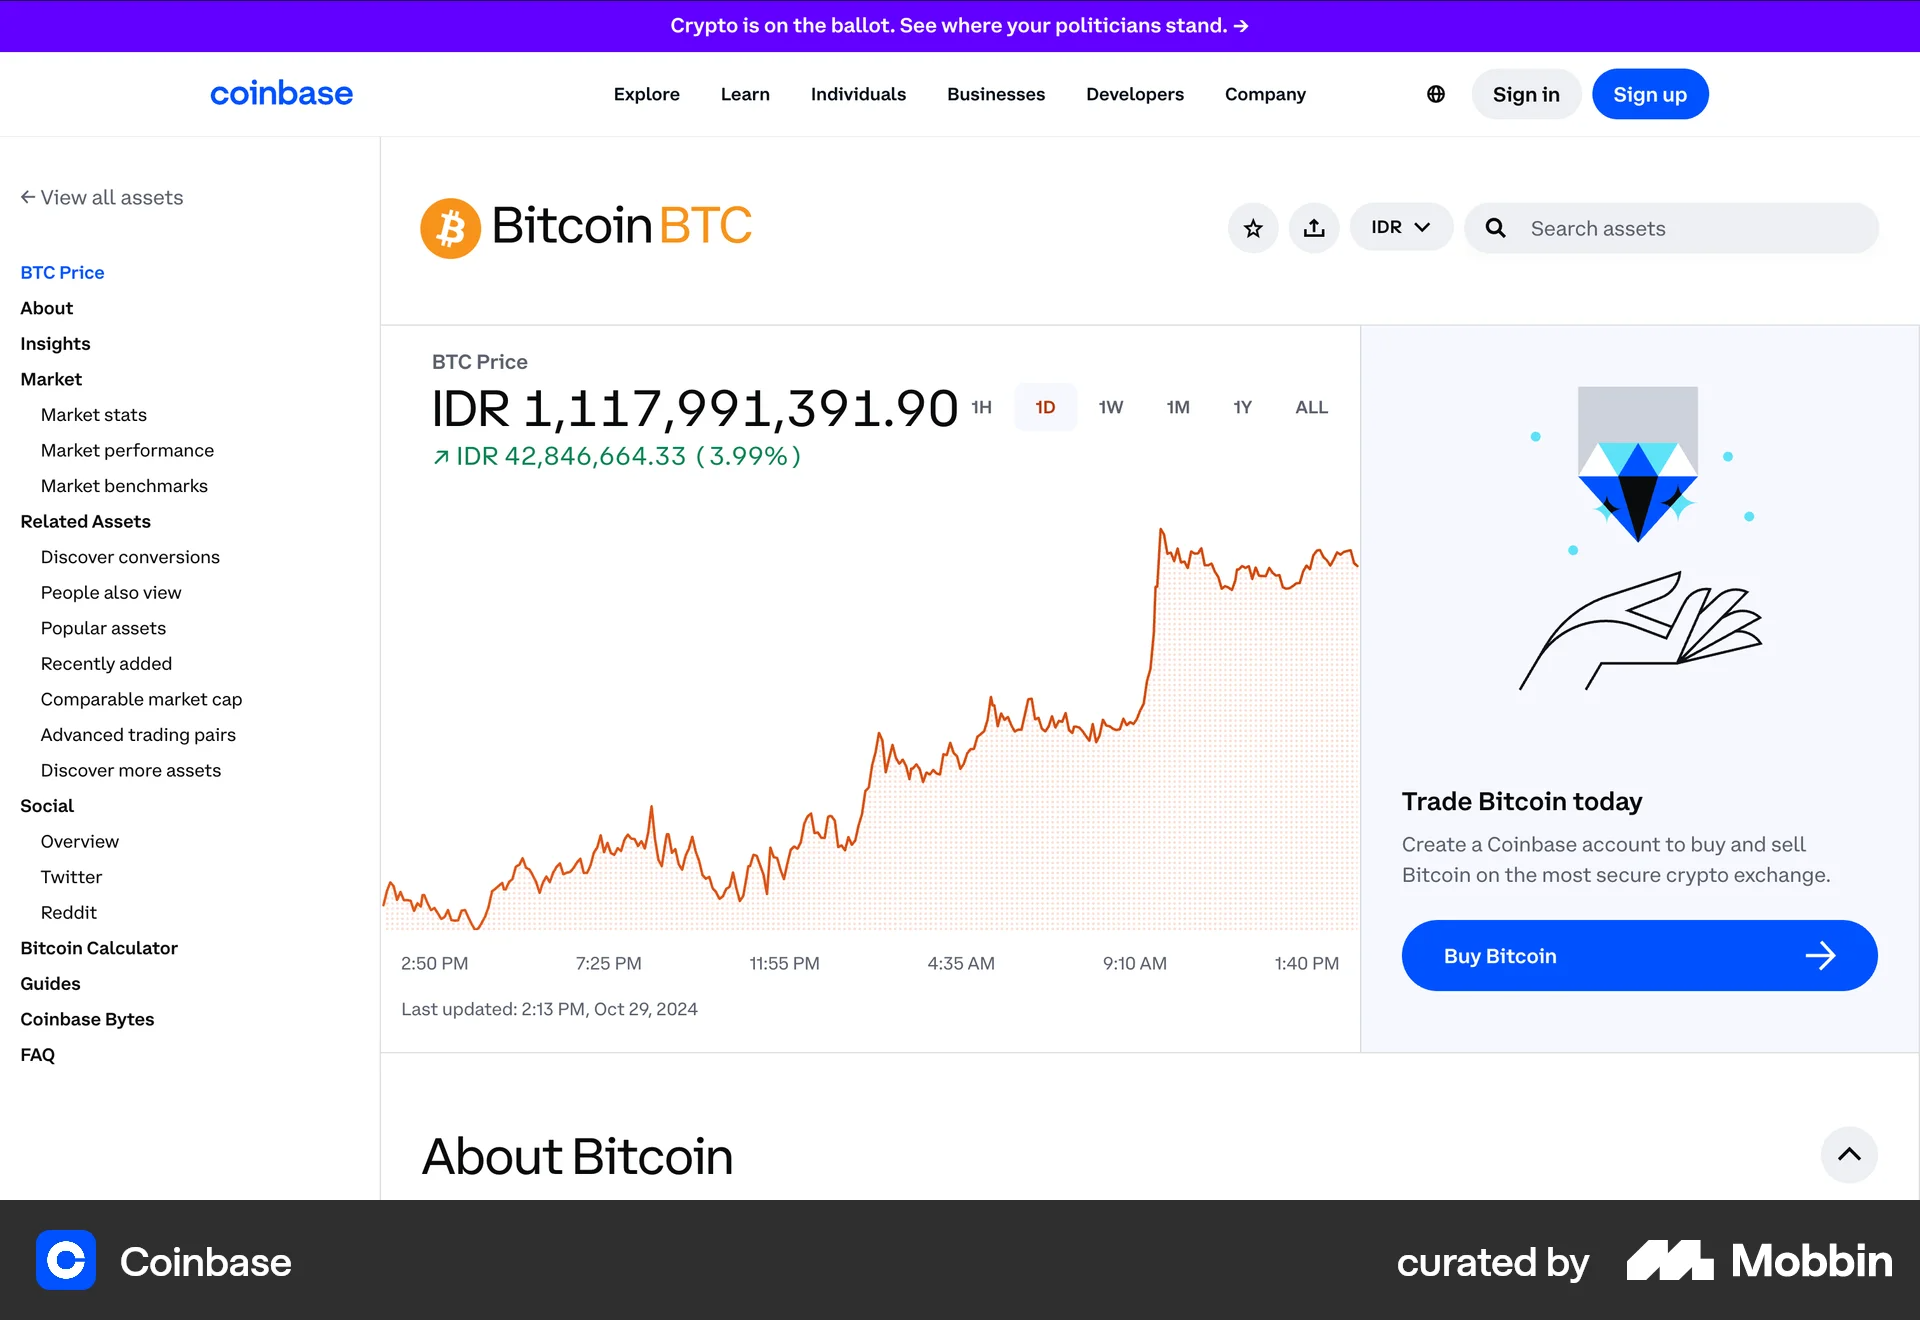 Crypto is on the ballot. See where your politicians stand. →
coinbase
Explore Learn Individuals Businesses Developers Company
Sign in Sign up
← View all assets
BTC Price
About
Insights
Market
Market stats
Market performance
Market benchmarks
Related Assets
Discover conversions
People also view
Popular assets
Recently added
Comparable market cap
Advanced trading pairs
Discover more assets
Social
Overview
Twitter
Reddit
Bitcoin Calculator
Guides
Coinbase Bytes
FAQ
Bitcoin BTC
IDR
Search assets
BTC Price
IDR 1,117,991,391.90
↗ IDR 42,846,664.33 (3.99%)
1H 1D 1W 1M 1Y ALL
2:50 PM 7:25 PM 11:55 PM 4:35 AM 9:10 AM 1:40 PM
Last updated: 2:13 PM, Oct 29, 2024
Trade Bitcoin today
Create a Coinbase account to buy and sell
Bitcoin on the most secure crypto exchange.
Buy Bitcoin
About Bitcoin
Coinbase
curated by Mobbin